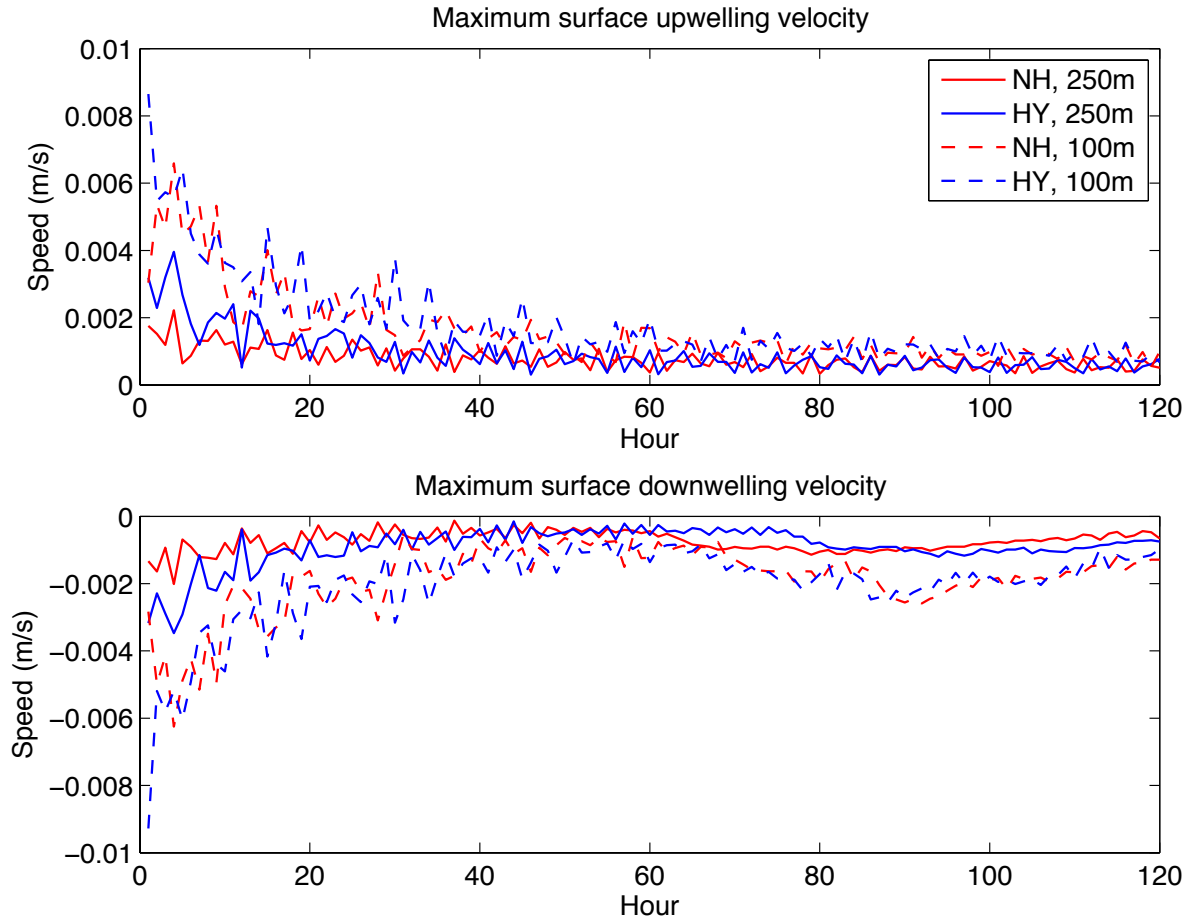 Maximum surface upwelling velocity
0.01
0.008
0.006
0.004
0.002
0
Speed (m/s)
NH, 250m
HY, 250m
NH, 100m
HY, 100m
0 20 40 60 80 100 120
Hour
Maximum surface downwelling velocity
0
−0.002
−0.004
−0.006
−0.008
−0.01
Speed (m/s)
0 20 40 60 80 100 120
Hour